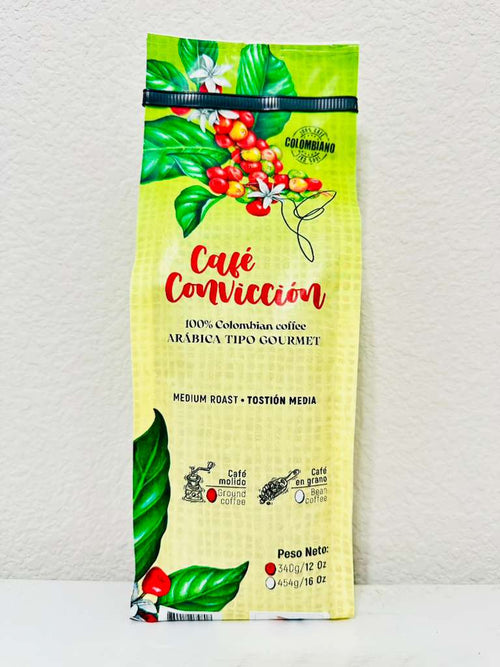 COLOMBIANO
Café
Convicción
100% Colombian coffee
ARÁBICA TIPO GOURMET
MEDIUM ROAST • TOSTIÓN MEDIA
Café
molido
Ground
coffee
Café
en grano
Bean
coffee
Peso Neto:
340g/12 Oz
454g/16 Oz